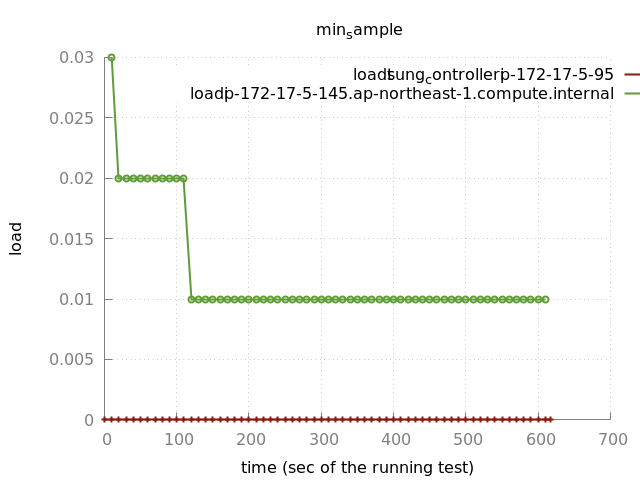 minsample
0.03
loadtsung_controllerip-172-17-5-95
loadip-172-17-5-145.ap-northeast-1.compute.internal
0.025
0.02
0.015
0.01
0.005
0
load
0 100 200 300 400 500 600 700
time (sec of the running test)